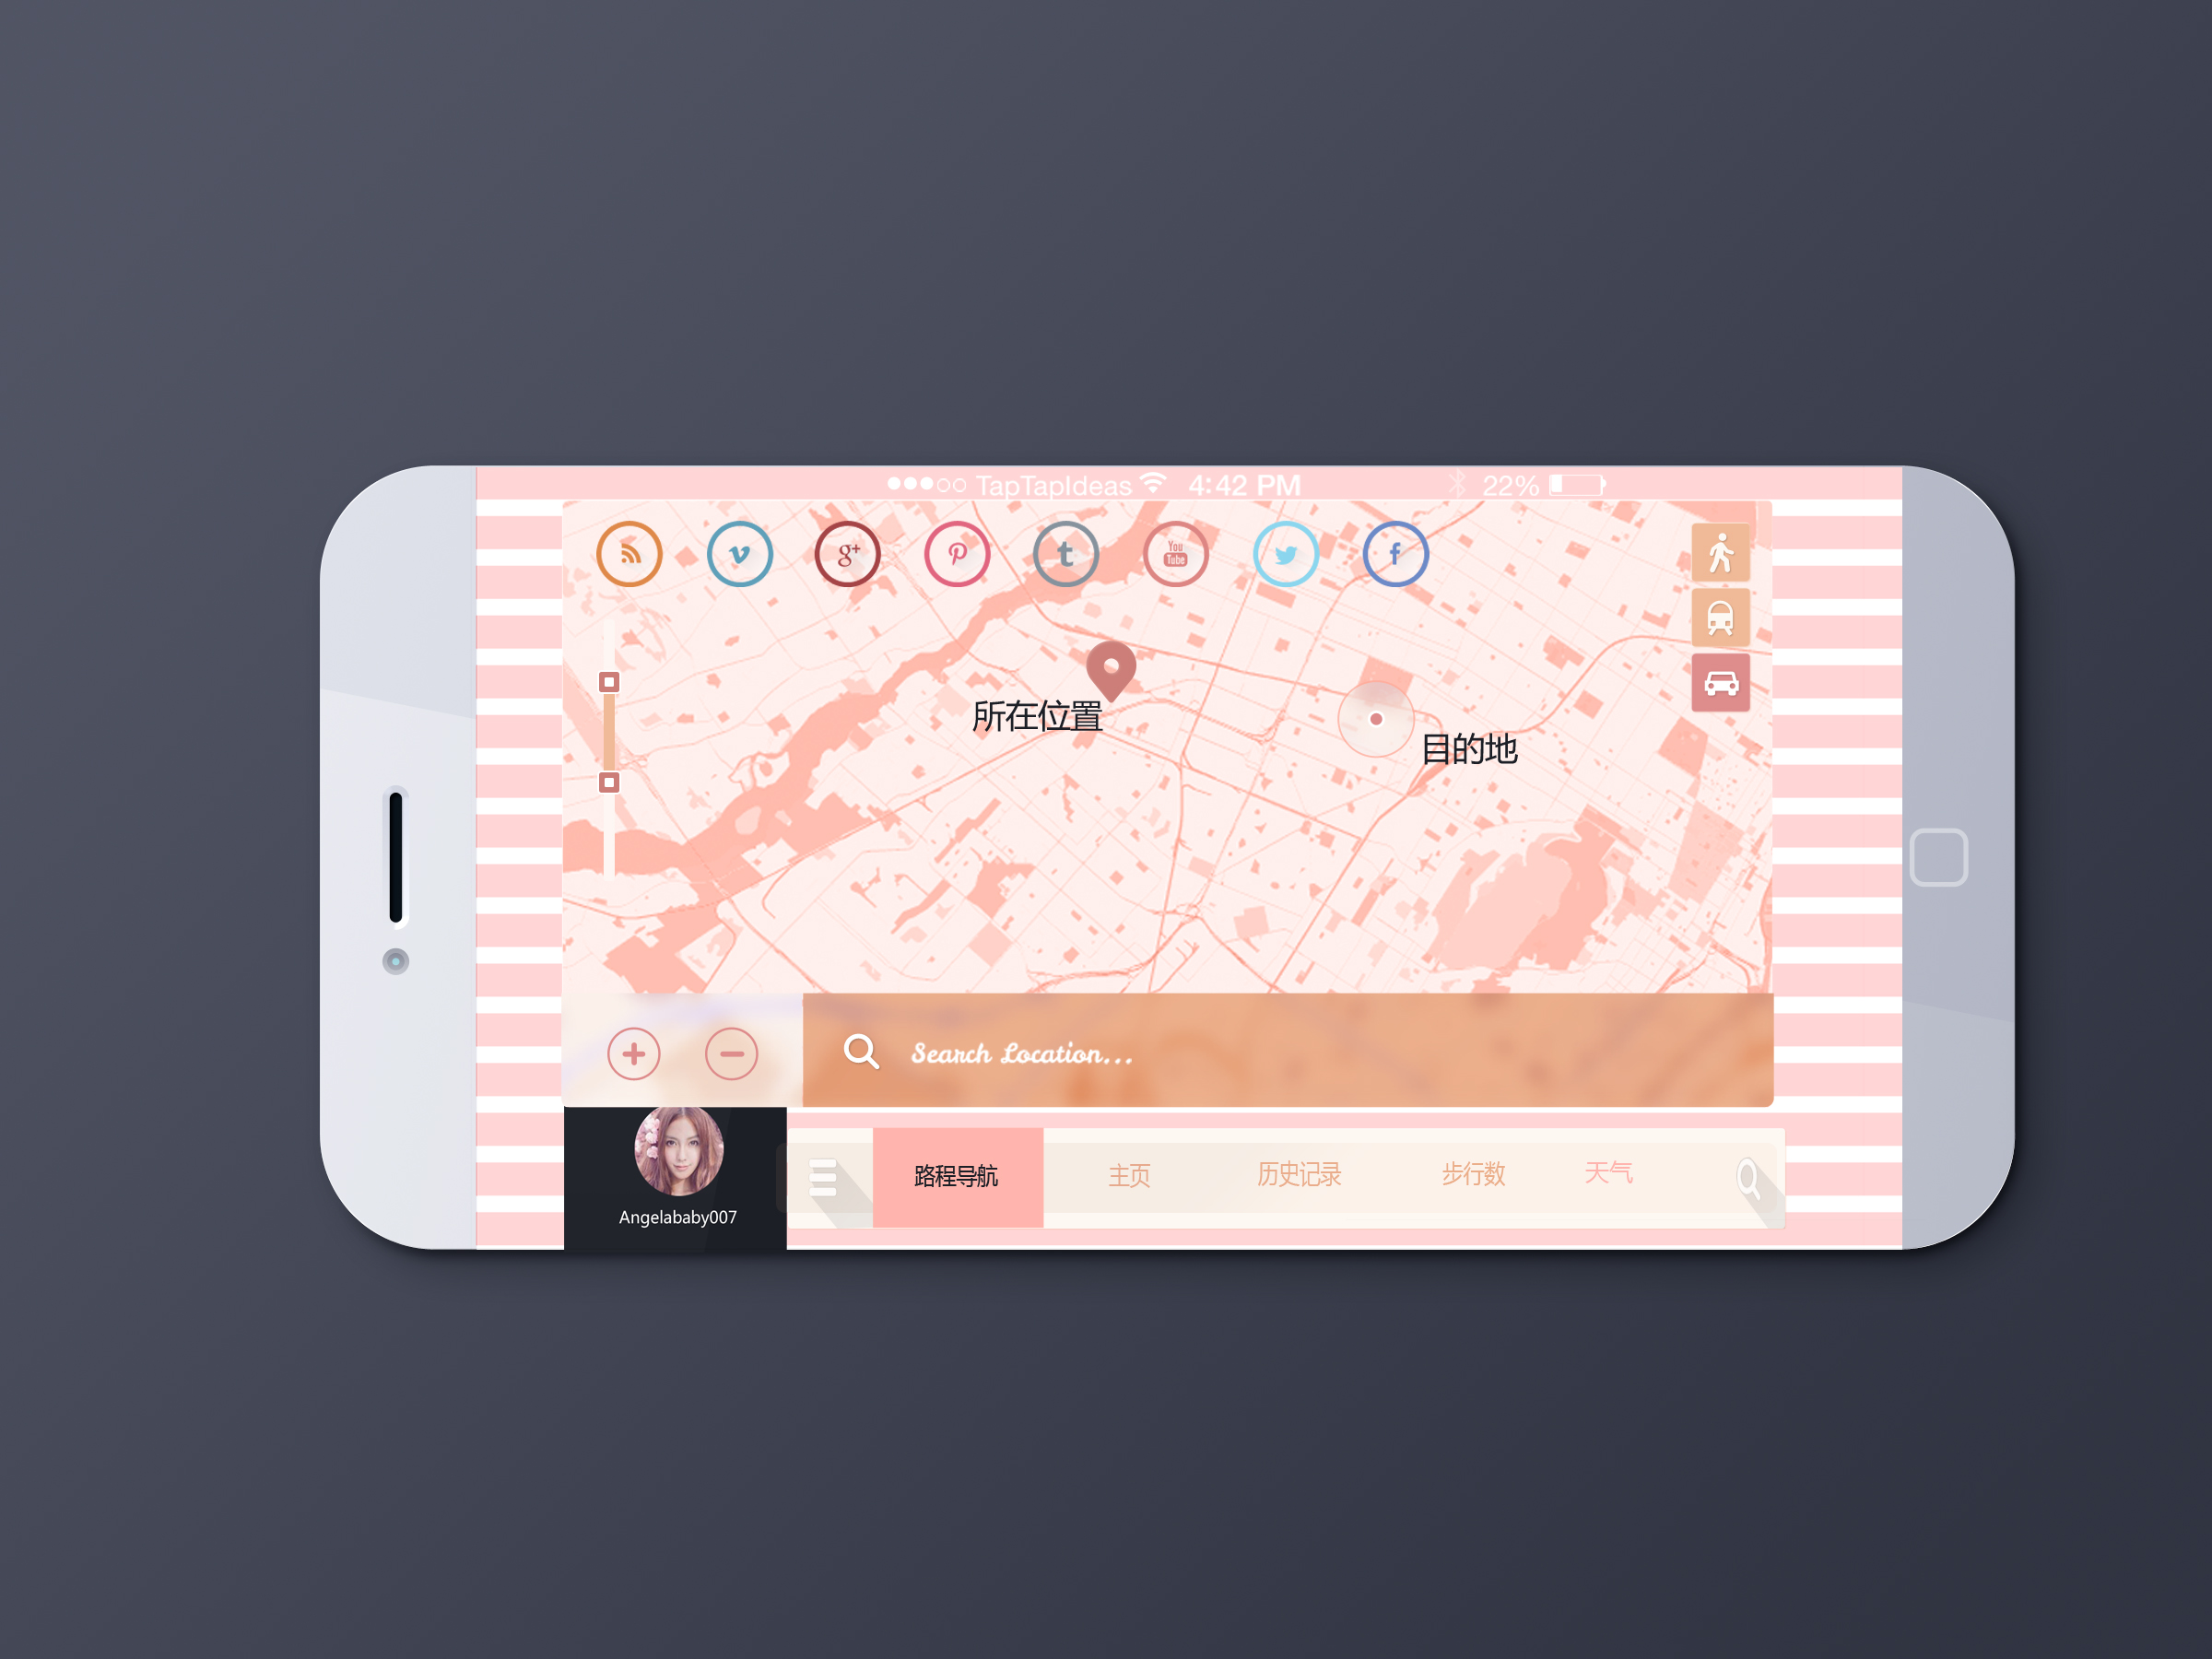 TapTapIdeas 4:42 PM 22%
g+ t You Tube f
所在位置
目的地
Search Location...
Angelababy007
路程导航 主页 历史记录 步行数 天气